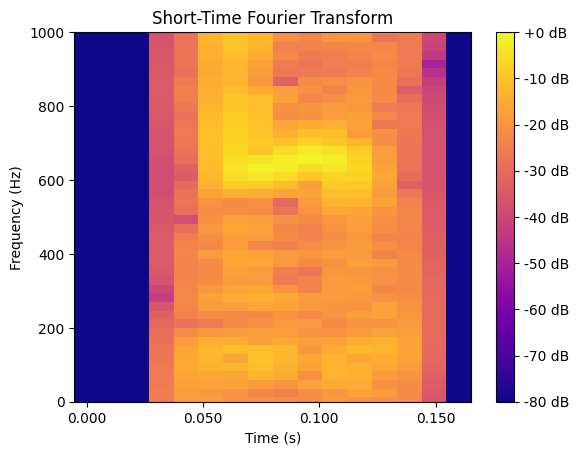 Short-Time Fourier Transform
1000
800
600
400
200
0
Frequency (Hz)
0.000
0.050
0.100
0.150
Time (s)
+0 dB
-10 dB
-20 dB
-30 dB
-40 dB
-50 dB
-60 dB
-70 dB
-80 dB